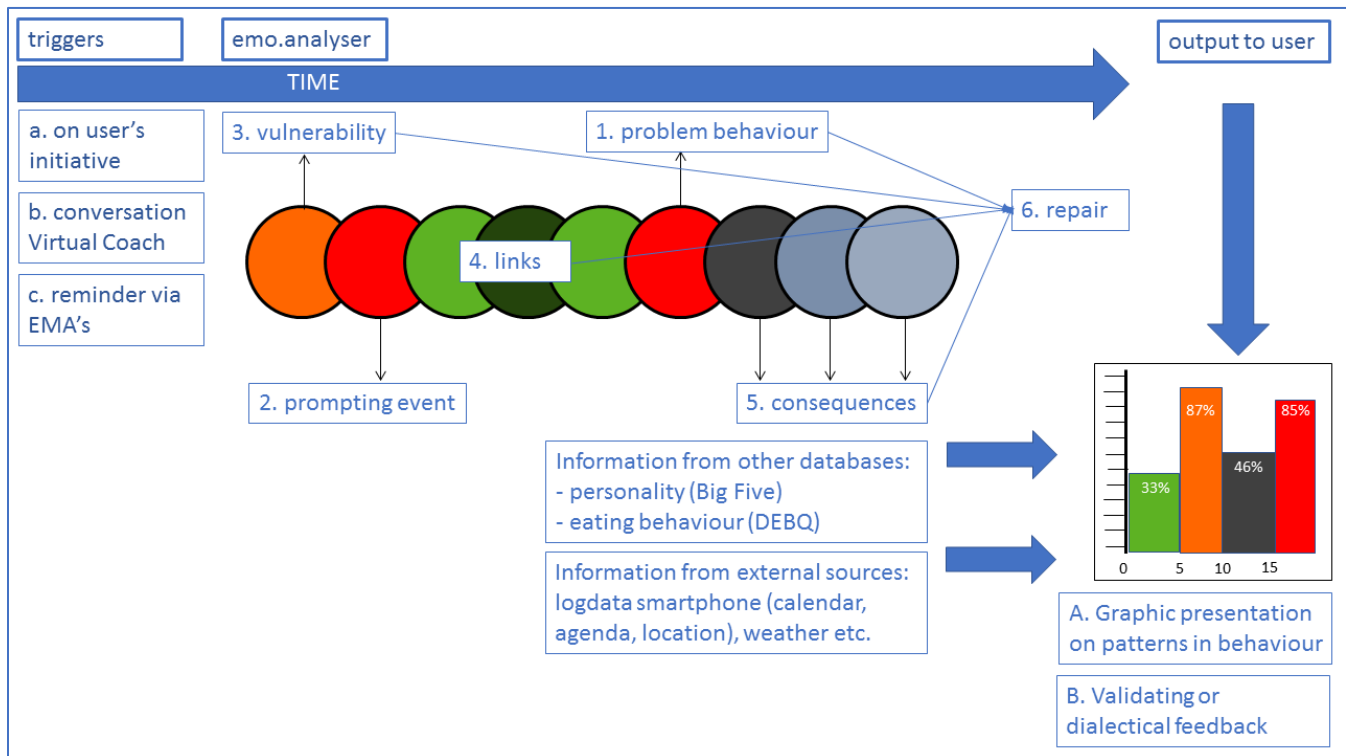 triggers
emo.analyser
output to user
TIME
a. on user's
initiative
3. vulnerability
1. problem behaviour
b. conversation
Virtual Coach
6. repair
4. links
c. reminder via
EMA's
2. prompting event
5. consequences
Information from other databases:
- personality (Big Five)
- eating behaviour (DEBQ)
Information from external sources:
logdata smartphone (calendar,
agenda, location), weather etc.
33%
87%
46%
85%
0
5
10
15
A. Graphic presentation
on patterns in behaviour
B. Validating or
dialectical feedback